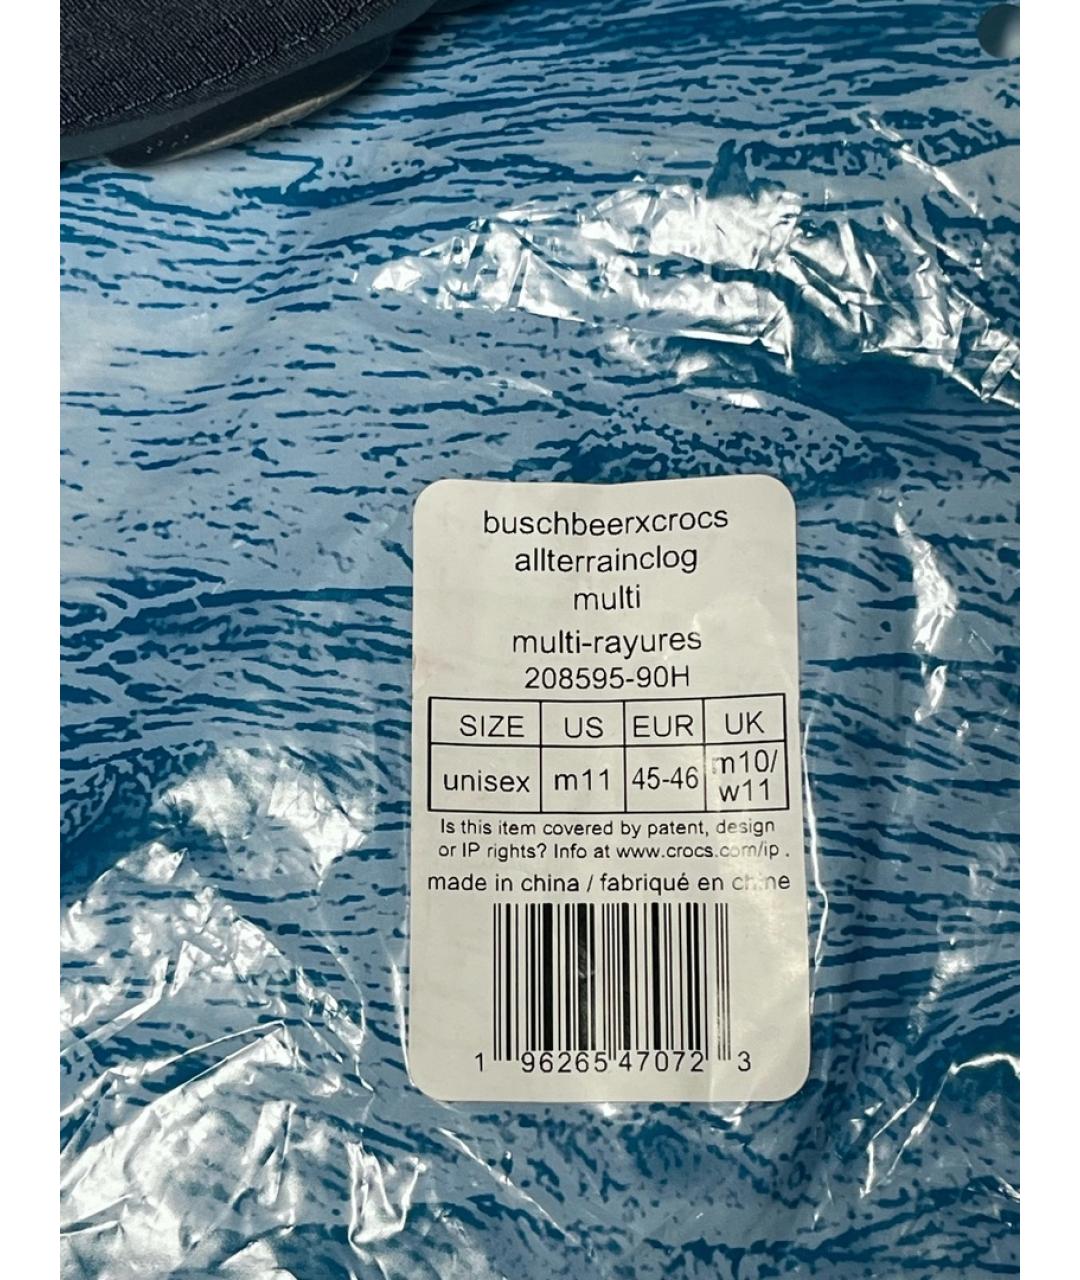 buschbeerxcrocs
allterrainclog
multi
multi-rayures
208595-90H
SIZE US EUR UK
unisex m11 45-46 m10/
w11
Is this item covered by patent, design
or IP rights? Info at www.crocs.com/ip .
made in china / fabriqué en chine
1 96265 47072 3